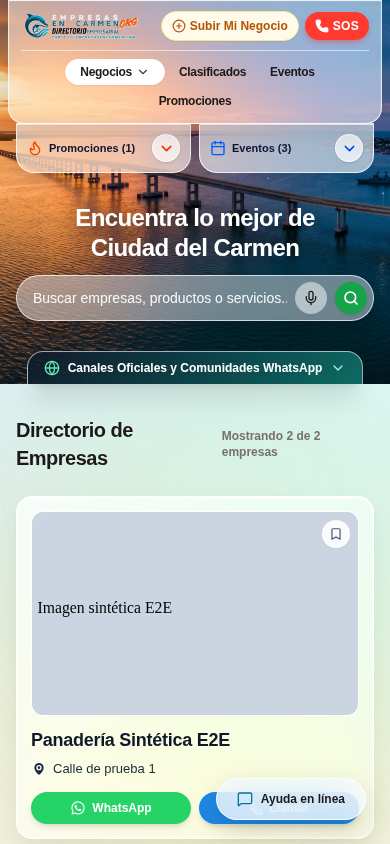 EMPRESAS
EN CARMEN.ORG
DIRECTORIO EMPRESARIAL
Subir Mi Negocio
SOS
Negocios
Clasificados
Eventos
Promociones
Promociones (1)
Eventos (3)
Encuentra lo mejor de
Ciudad del Carmen
Buscar empresas, productos o servicios..
Canales Oficiales y Comunidades WhatsApp
Directorio de
Empresas
Mostrando 2 de 2
empresas
Imagen sintética E2E
Panadería Sintética E2E
Calle de prueba 1
WhatsApp
Ayuda en línea